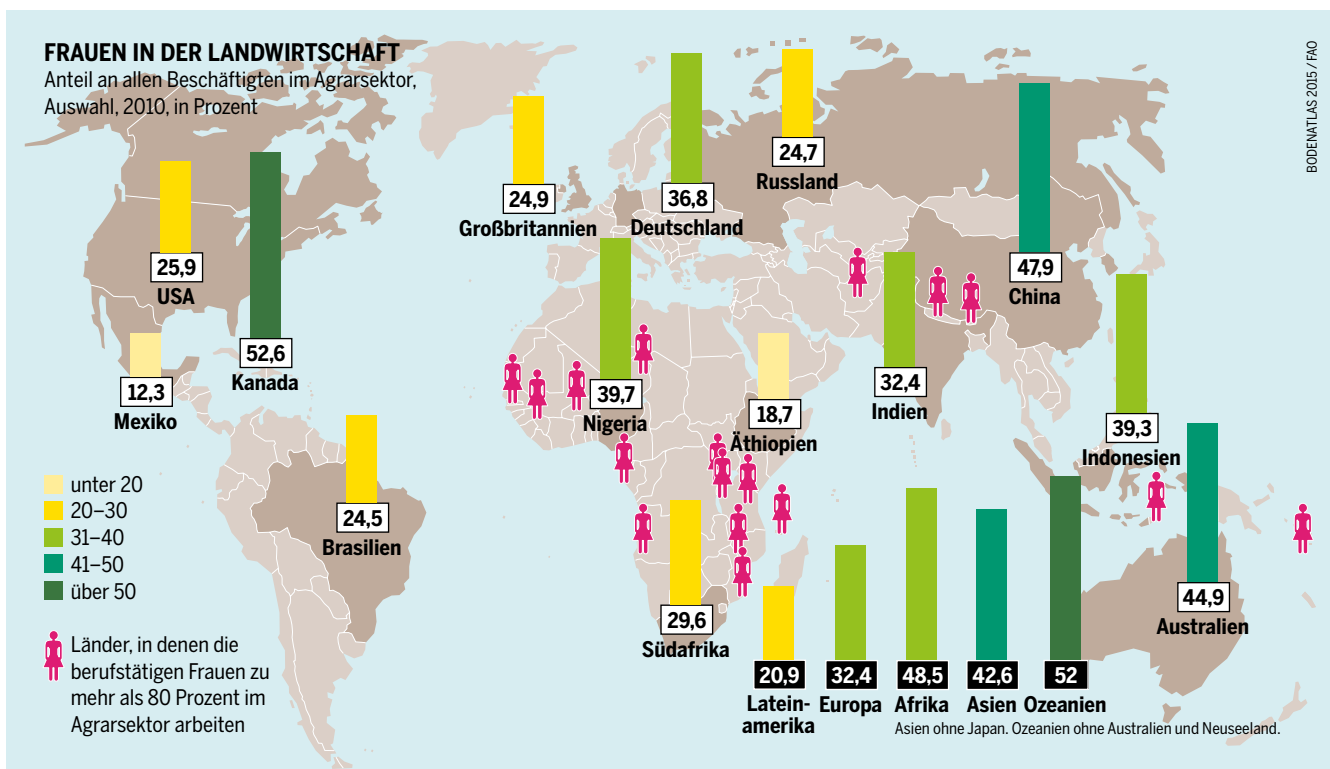 FRAUEN IN DER LANDWIRTSCHAFT
Anteil an allen Beschäftigten im Agrarsektor,
Auswahl, 2010, in Prozent
BODENATLAS 2015 / FAO
24,7
Russland
24,9
Großbritannien
36,8
Deutschland
25,9
USA
47,9
China
52,6
Kanada
12,3
Mexiko
39,7
Nigeria
18,7
Äthiopien
32,4
Indien
39,3
Indonesien
24,5
Brasilien
29,6
Südafrika
44,9
Australien
unter 20
20–30
31–40
41–50
über 50
Länder, in denen die
berufstätigen Frauen zu
mehr als 80 Prozent im
Agrarsektor arbeiten
20,9
Latein-
amerika
32,4
Europa
48,5
Afrika
42,6
Asien
52
Ozeanien
Asien ohne Japan. Ozeanien ohne Australien und Neuseeland.